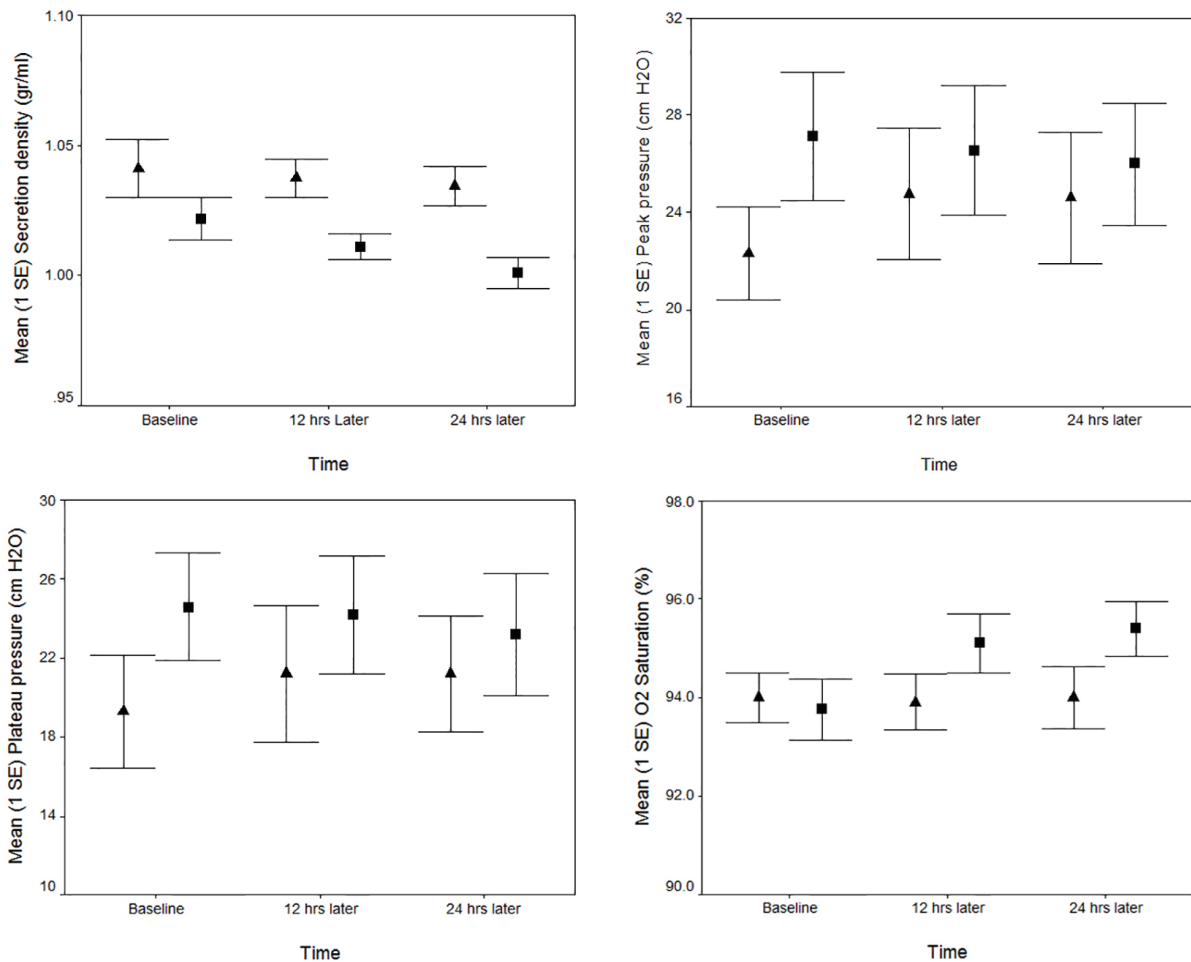 Mean (1 SE) Secretion density (gr/ml)
1.10
1.05
1.00
.95
Baseline
12 hrs Later
24 hrs later
Time
Mean (1 SE) Peak pressure (cm H2O)
32
28
24
20
16
Baseline
12 hrs later
24 hrs later
Time
Mean (1 SE) Plateau pressure (cm H2O)
30
26
22
18
14
10
Baseline
12 hrs later
24 hrs later
Time
Mean (1 SE) O2 Saturation (%)
98.0
96.0
94.0
92.0
90.0
Baseline
12 hrs later
24 hrs later
Time